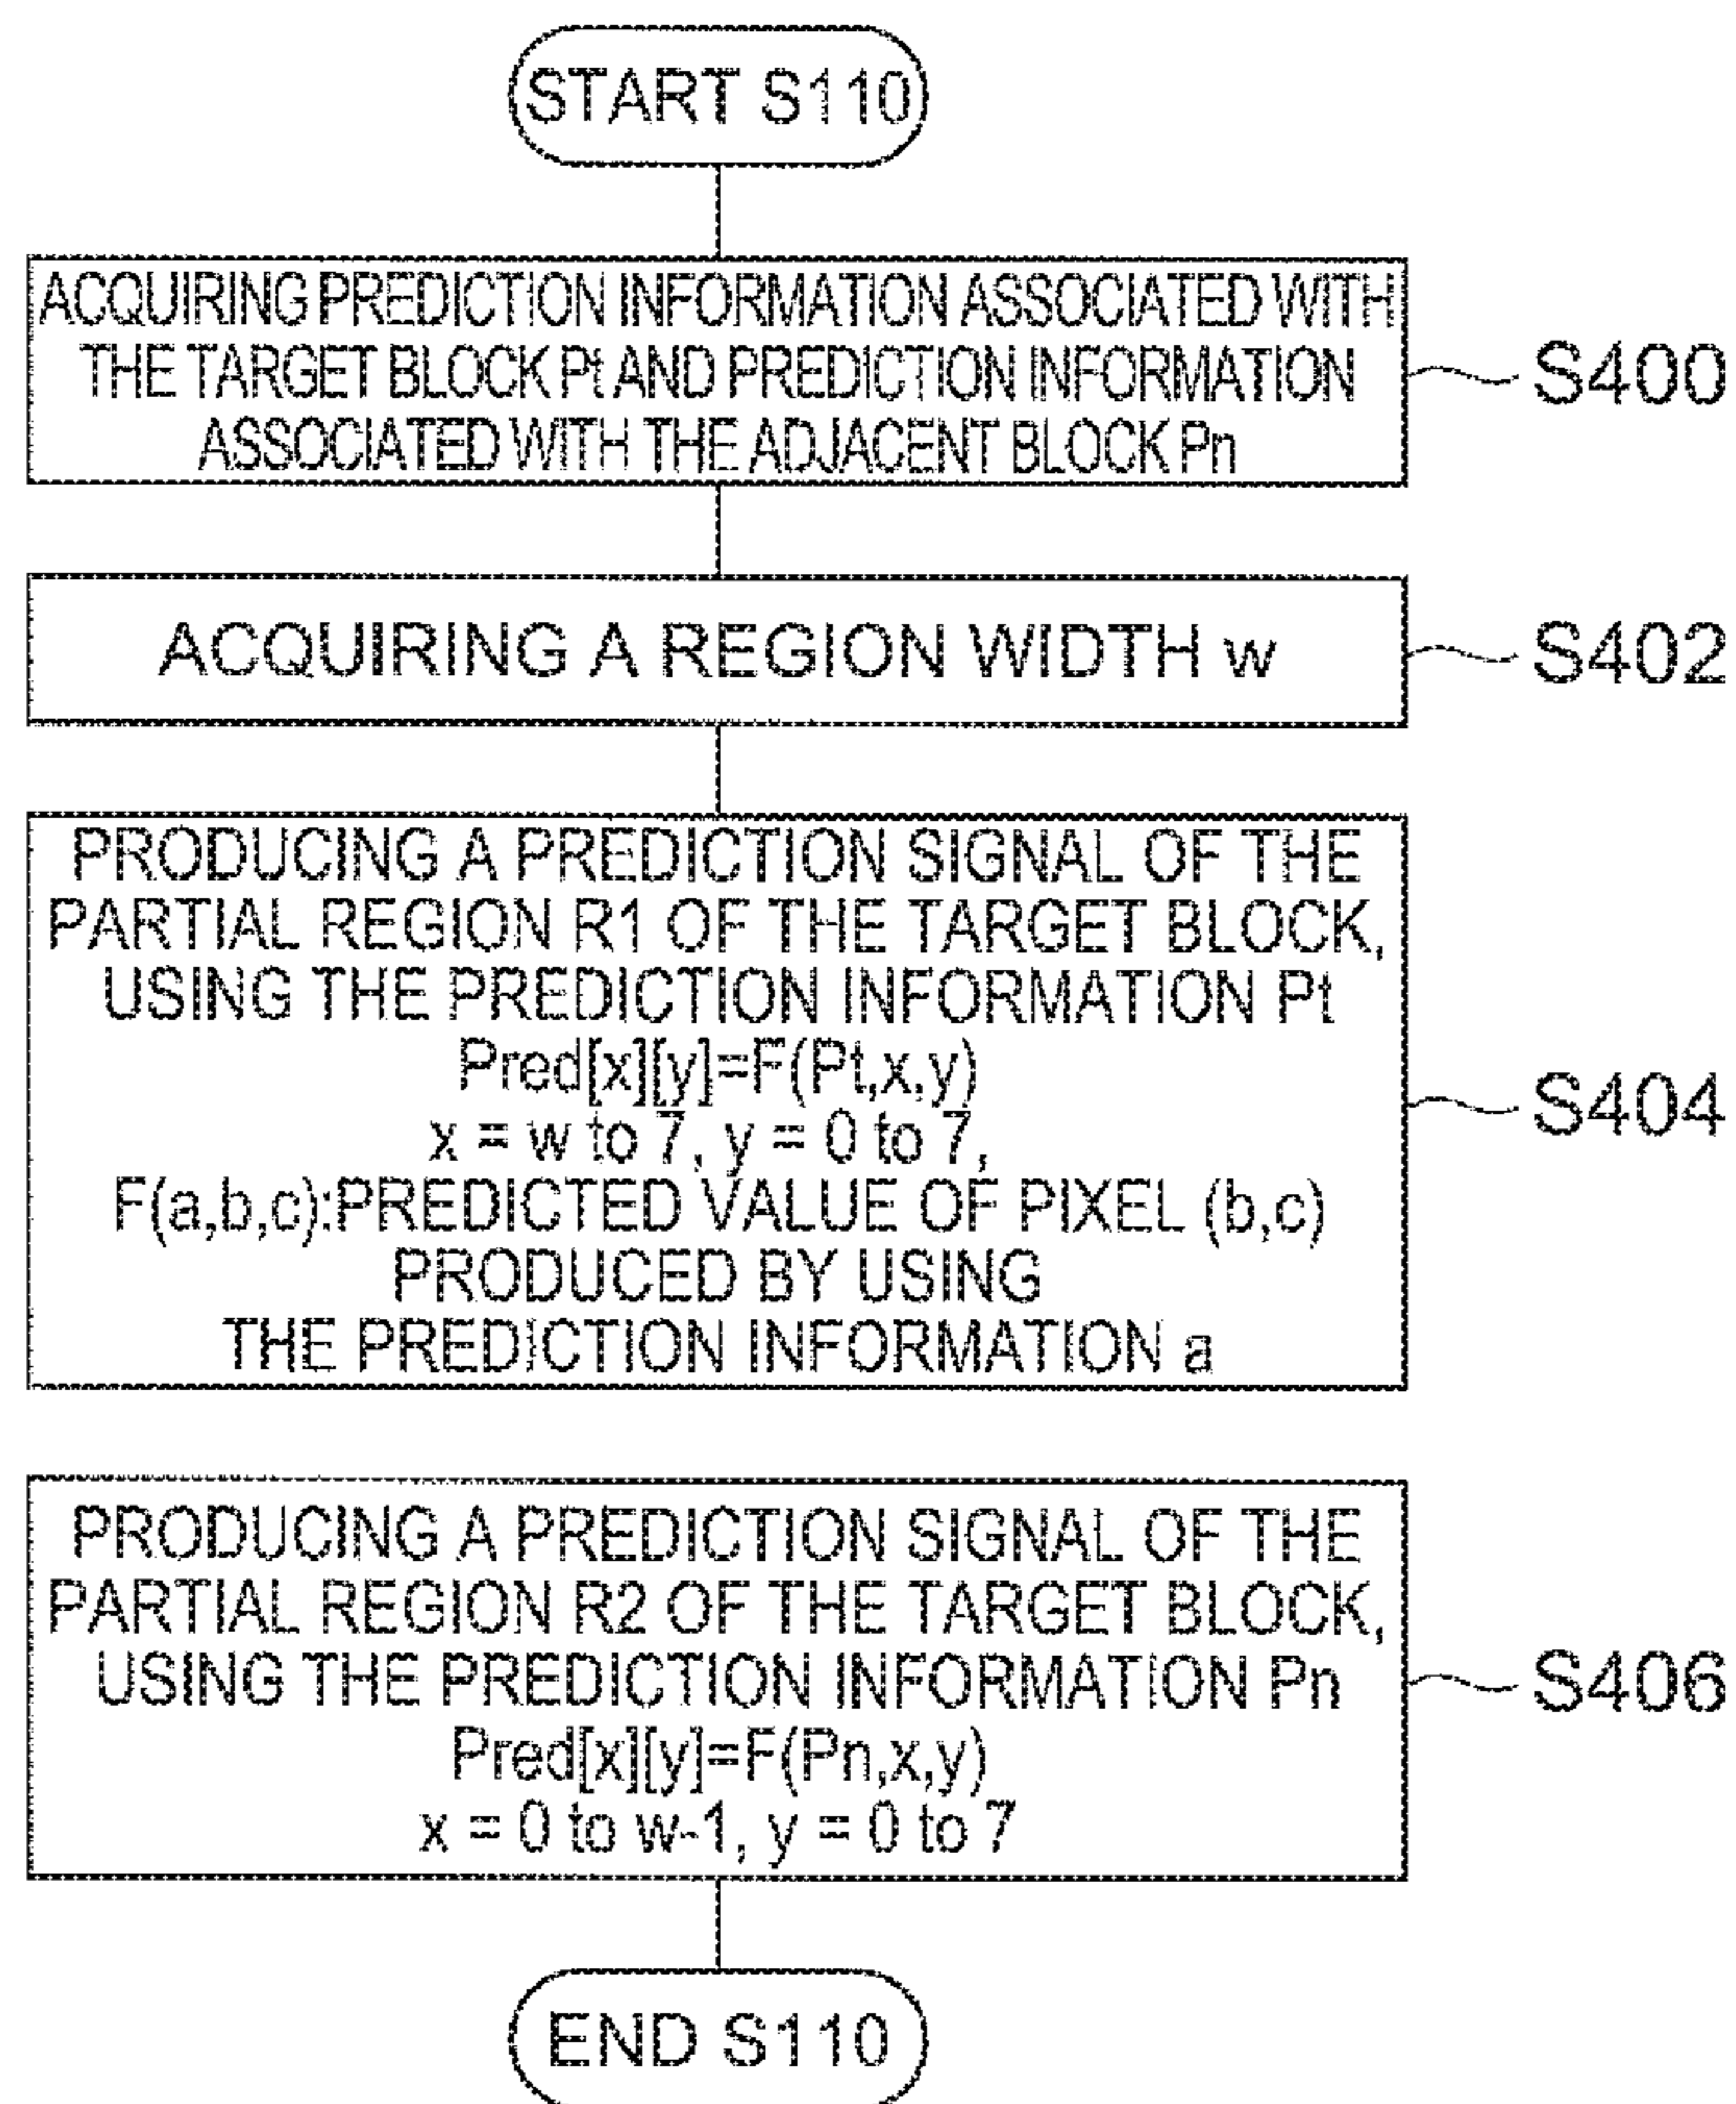 START S110
ACQUIRING PREDICTION INFORMATION ASSOCIATED WITH
THE TARGET BLOCK Pt AND PREDICTION INFORMATION
ASSOCIATED WITH THE ADJACENT BLOCK Pn
S400
ACQUIRING A REGION WIDTH w
S402
PRODUCING A PREDICTION SIGNAL OF THE
PARTIAL REGION R1 OF THE TARGET BLOCK,
USING THE PREDICTION INFORMATION Pt
Pred[x][y]=F(Pt,x,y)
x = w to 7, y = 0 to 7,
F(a,b,c):PREDICTED VALUE OF PIXEL (b,c)
PRODUCED BY USING
THE PREDICTION INFORMATION a
S404
PRODUCING A PREDICTION SIGNAL OF THE
PARTIAL REGION R2 OF THE TARGET BLOCK,
USING THE PREDICTION INFORMATION Pn
Pred[x][y]=F(Pn,x,y)
x = 0 to w-1, y = 0 to 7
S406
END S110